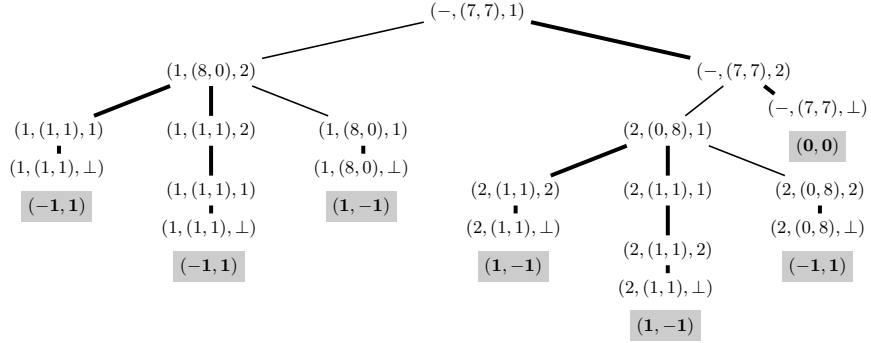 (−, (7, 7), 1)
(1, (8, 0), 2)
(−, (7, 7), 2)
(−, (7, 7), ⊥)
(0, 0)
(1, (1, 1), 1)
(1, (1, 1), 2)
(1, (8, 0), 1)
(2, (0, 8), 1)
(1, (1, 1), ⊥)
(1, (8, 0), ⊥)
(−1, 1)
(1, (1, 1), 1)
(1, −1)
(2, (1, 1), 2)
(2, (1, 1), 1)
(2, (0, 8), 2)
(1, (1, 1), ⊥)
(2, (1, 1), ⊥)
(2, (0, 8), ⊥)
(−1, 1)
(1, −1)
(2, (1, 1), 2)
(−1, 1)
(2, (1, 1), ⊥)
(1, −1)